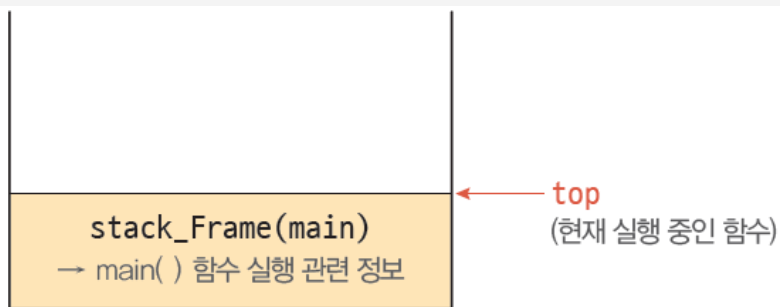 top
(현재 실행 중인 함수)
stack_Frame(main)
→ main( ) 함수 실행 관련 정보